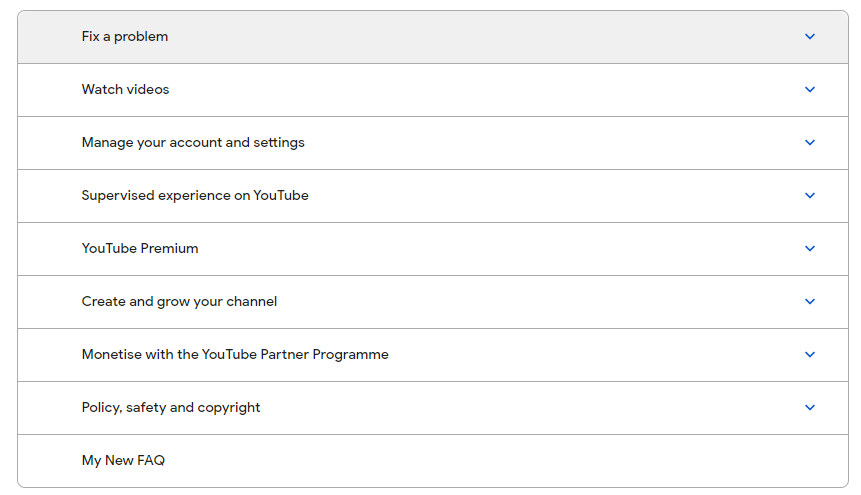 Fix a problem
Watch videos
Manage your account and settings
Supervised experience on YouTube
YouTube Premium
Create and grow your channel
Monetise with the YouTube Partner Programme
Policy, safety and copyright
My New FAQ